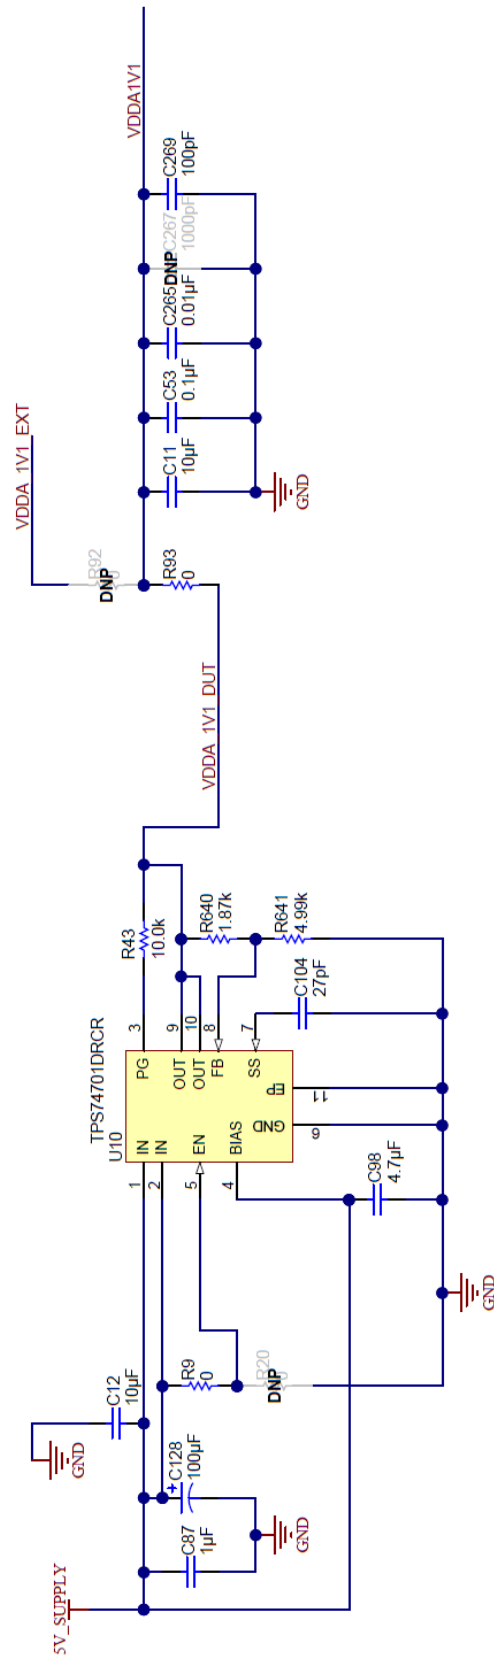 5V_SUPPLY
C87
1µF
GND
C128
100µF
GND
C12
10µF
R9
0
R20
0
DNP
GND
C98
4.7µF
U10
TPS74701DRCR
1
IN
2
IN
5
EN
4
BIAS
PG
3
OUT
9
OUT
10
FB
8
SS
7
GND
6
EP
11
R43
10.0k
R640
1.87k
R641
4.99k
C104
27pF
VDDA_1V1_DUT
R93
0
R92
0
DNP
VDDA_1V1_EXT
GND
C11
10µF
C53
0.1µF
C265
0.01µF
C267
1000pF
DNP
C269
100pF
VDDA1V1